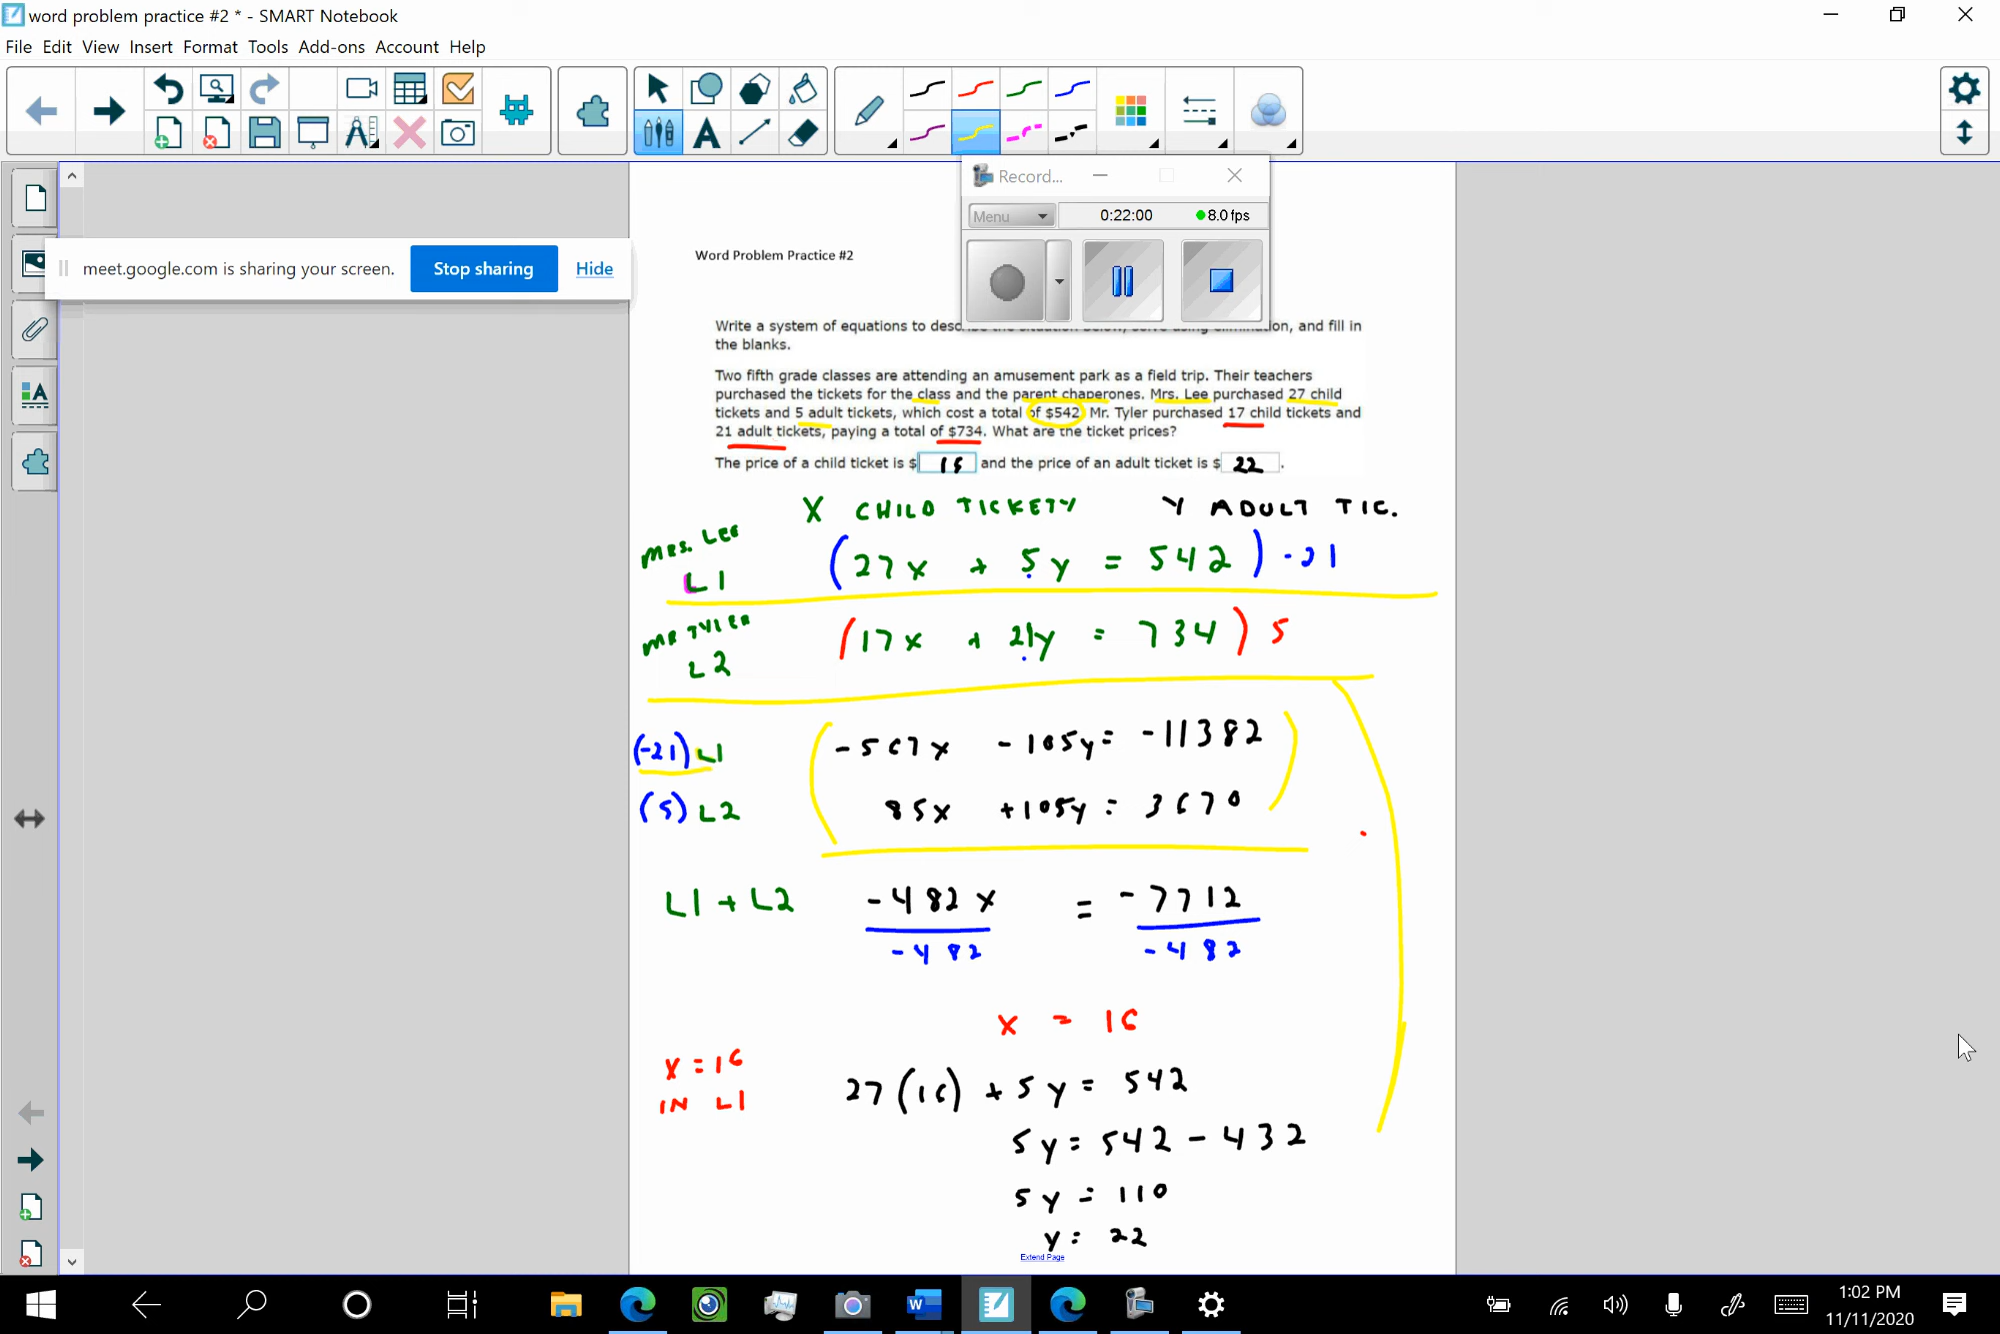 word problem practice #2 * - SMART Notebook
File Edit View Insert Format Tools Add-ons Account Help
Record...
Menu 0:22:00 8.0 fps
meet.google.com is sharing your screen. Stop sharing Hide
Word Problem Practice #2
Write a system of equations to describe the situation below, solve using elimination, and fill in
the blanks.
Two fifth grade classes are attending an amusement park as a field trip. Their teachers
purchased the tickets for the class and the parent chaperones. Mrs. Lee purchased 27 child
tickets and 5 adult tickets, which cost a total of $542. Mr. Tyler purchased 17 child tickets and
21 adult tickets, paying a total of $734. What are the ticket prices?
The price of a child ticket is $ 16 and the price of an adult ticket is $ 22 .
X CHILD TICKETY Y ADULT TIC.
MRS. LEE
L1 (27x + 5y = 542) -21
MR TYLER
L2 (17x + 21y = 734) 5
(-21) L1 -567x -105y = -11382
(5) L2 85x +105y = 3670
L1 + L2 -482x = -7712
-482 -482
x = 16
x = 16
IN L1 27(16) + 5y = 542
5y = 542 - 432
5y = 110
y = 22
Extend Page
1:02 PM
11/11/2020